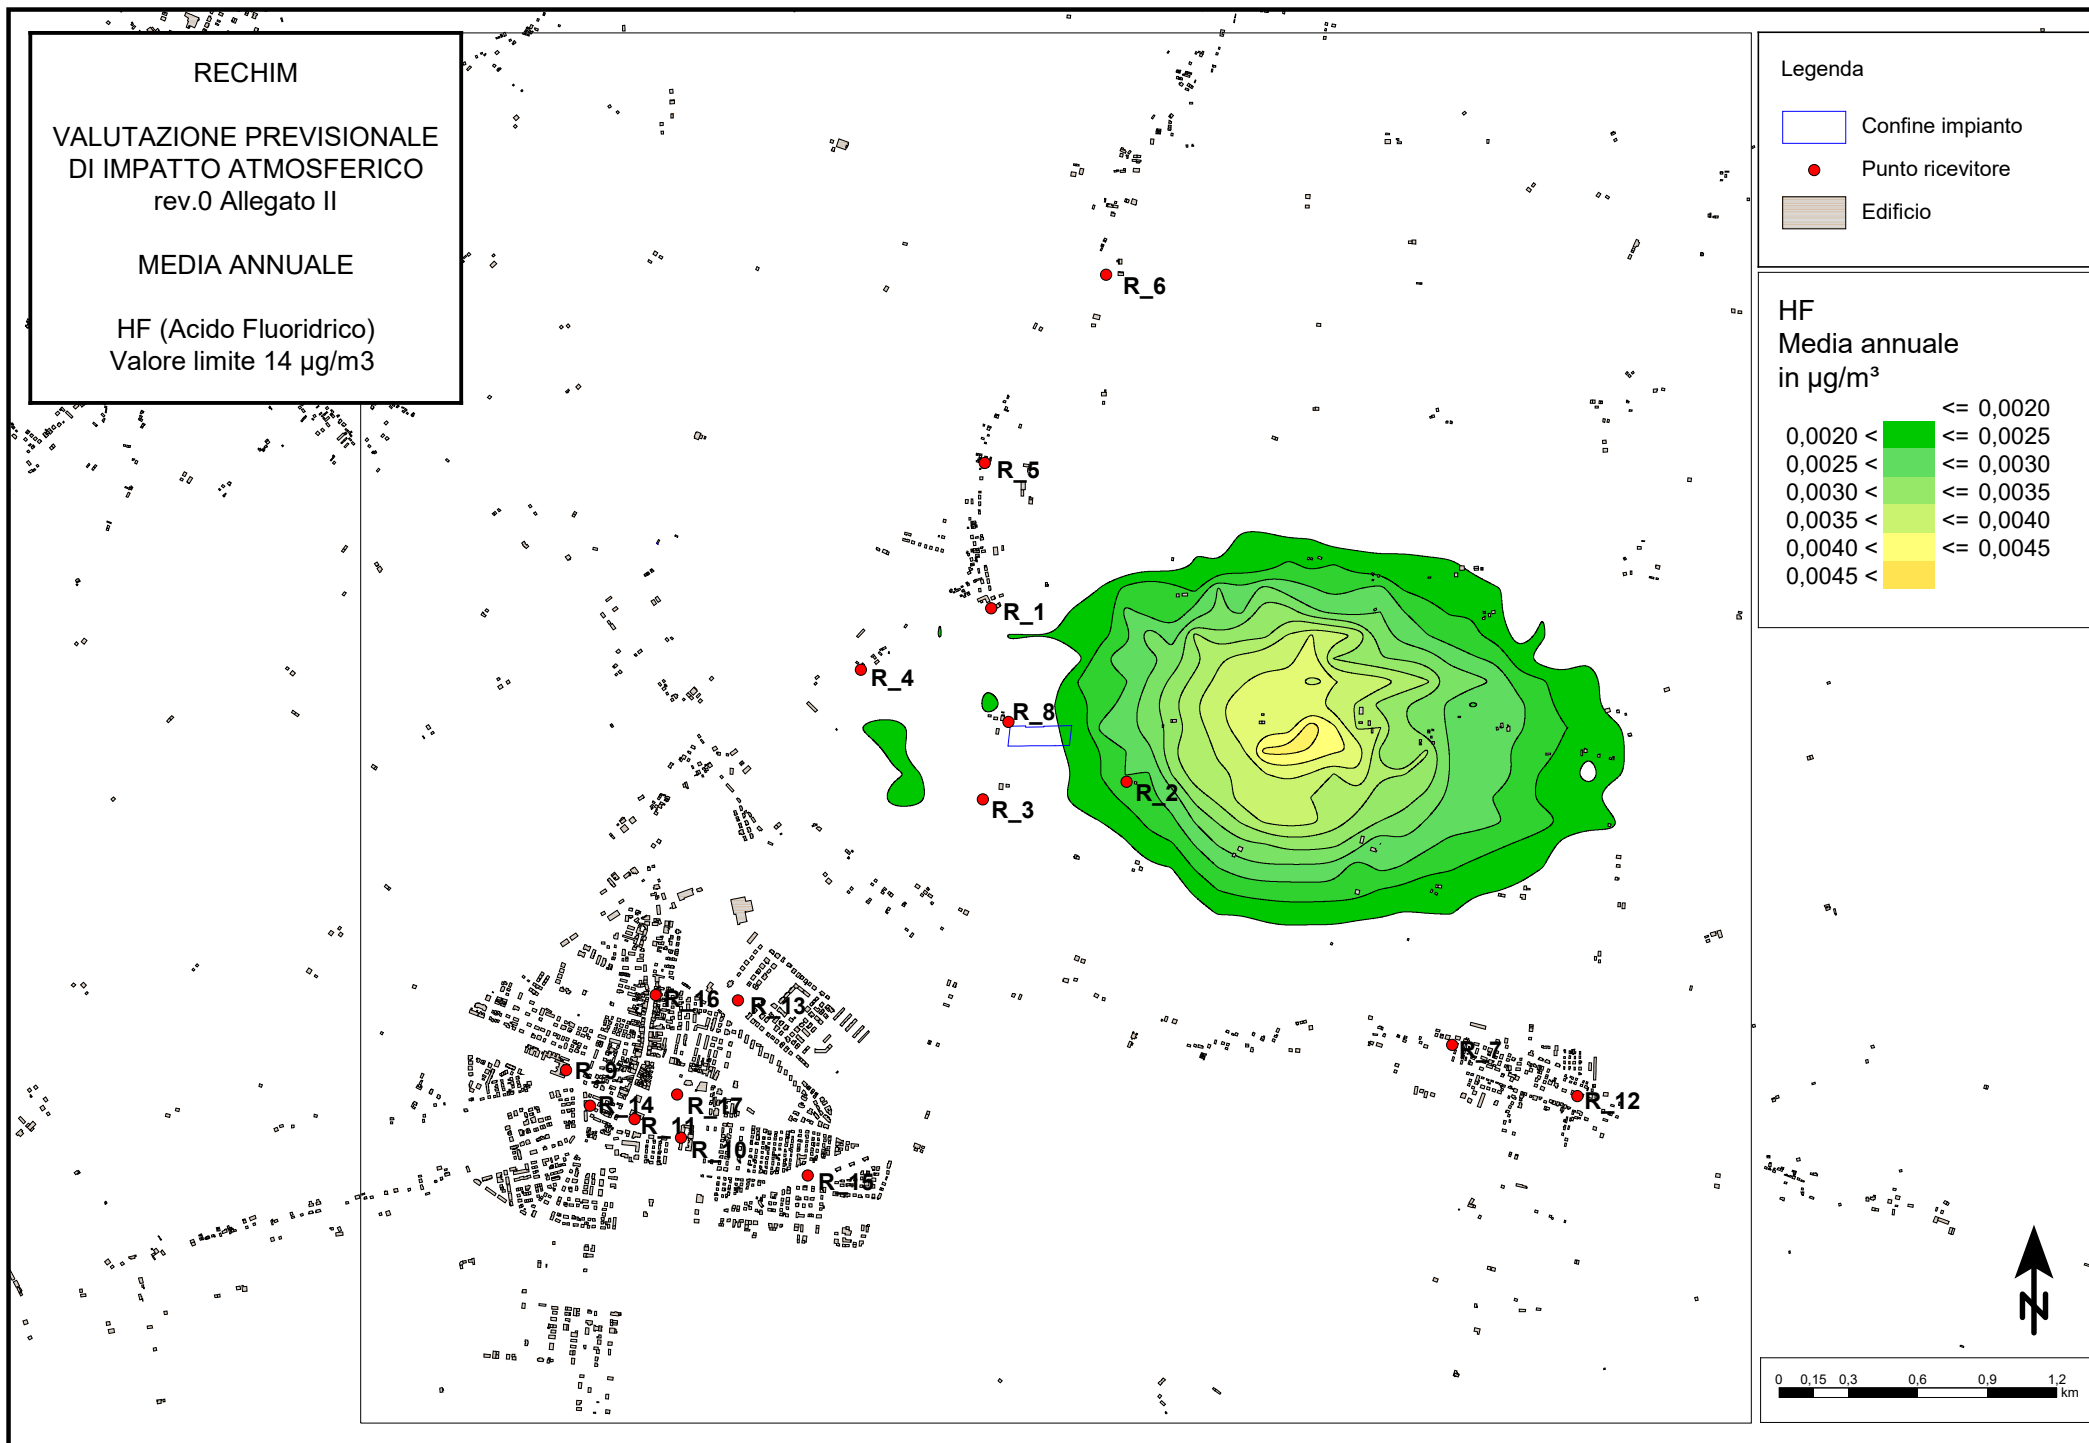 RECHIM
VALUTAZIONE PREVISIONALE
DI IMPATTO ATMOSFERICO
rev.0 Allegato II
MEDIA ANNUALE
HF (Acido Fluoridrico)
Valore limite 14 µg/m3
Legenda
Confine impianto
Punto ricevitore
Edificio
HF
Media annuale
in µg/m³
<= 0,0020
0,0020 < <= 0,0025
0,0025 < <= 0,0030
0,0030 < <= 0,0035
0,0035 < <= 0,0040
0,0040 < <= 0,0045
0,0045 <
R_6
R_5
R_1
R_4
R_8
R_2
R_3
R_16
R_13
R_7
R_9
R_14
R_17
R_12
R_11
R_10
R_15
N
0 0,15 0,3 0,6 0,9 1,2
km